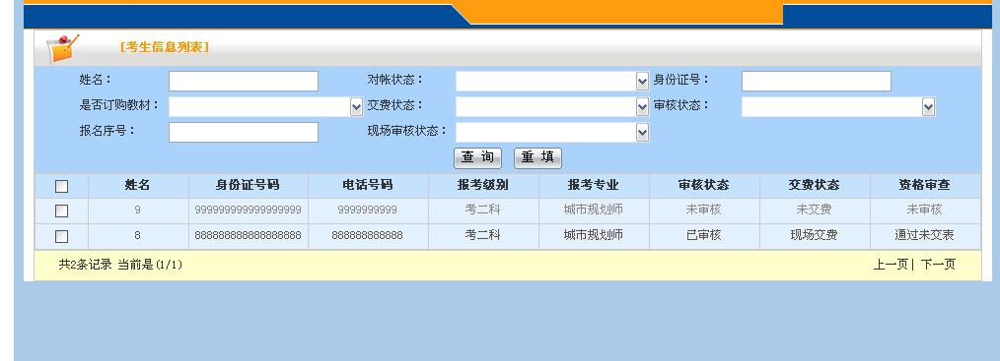 [考生信息列表]
姓名： 对帐状态： 身份证号：
是否订购教材： 交费状态： 审核状态：
报名序号： 现场审核状态：
查 询 重 填
姓名 身份证号码 电话号码 报考级别 报考专业 审核状态 交费状态 资格审查
9 999999999999999999 9999999999 考二科 城市规划师 未审核 未交费 未审核
8 888888888888888888 888888888888 考二科 城市规划师 已审核 现场交费 通过未交表
共2条记录 当前是(1/1) 上一页| 下一页